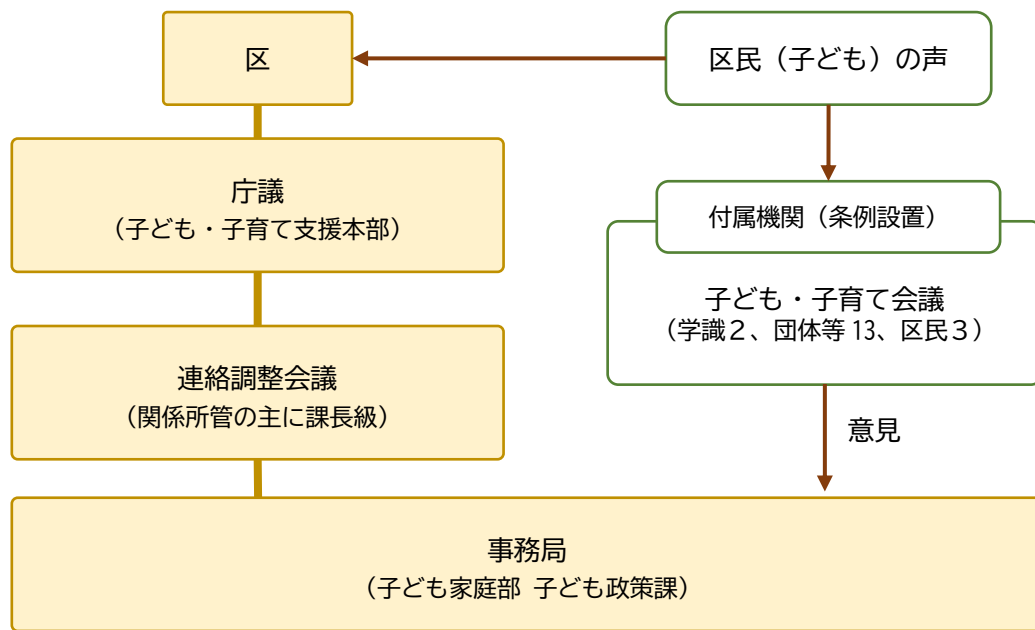 区
区民（子ども）の声
庁議
（子ども・子育て支援本部）
付属機関（条例設置）
子ども・子育て会議
（学識２、団体等 13、区民３）
連絡調整会議
（関係所管の主に課長級）
意見
事務局
（子ども家庭部 子ども政策課）